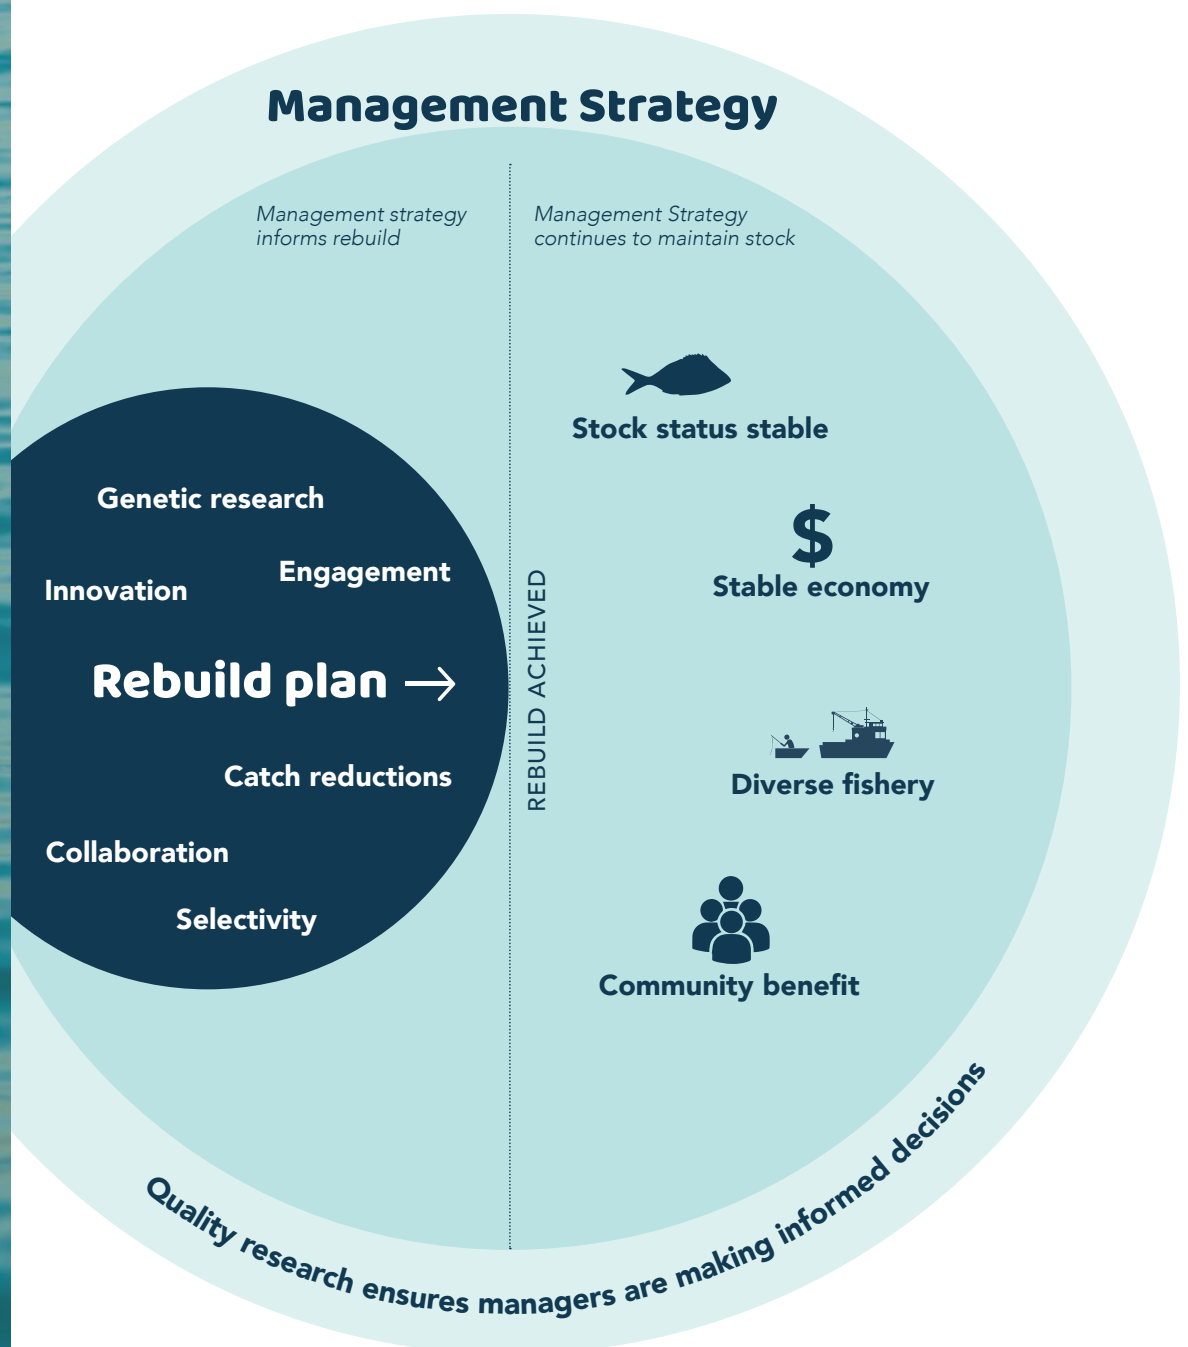 Management Strategy
Management strategy
informs rebuild
Management Strategy
continues to maintain stock
Genetic research
Engagement
Innovation
Rebuild plan →
Catch reductions
Collaboration
Selectivity
REBUILD ACHIEVED
Stock status stable
$
Stable economy
Diverse fishery
Community benefit
Quality research ensures managers are making informed decisions